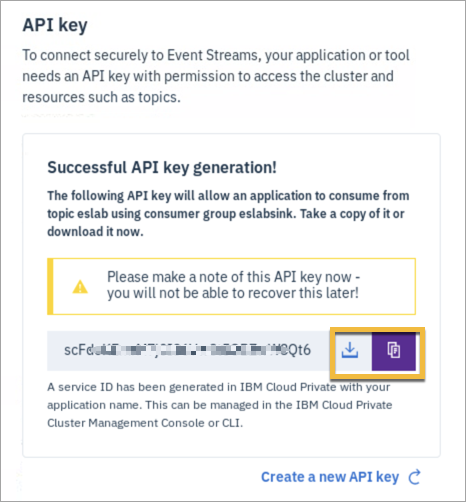 API key
To connect securely to Event Streams, your application or tool
needs an API key with permission to access the cluster and
resources such as topics.
Successful API key generation!
The following API key will allow an application to consume from
topic eslab using consumer group eslabsink. Take a copy of it or
download it now.
Please make a note of this API key now -
you will not be able to recover this later!
A service ID has been generated in IBM Cloud Private with your
application name. This can be managed in the IBM Cloud Private
Cluster Management Console or CLI.
Create a new API key